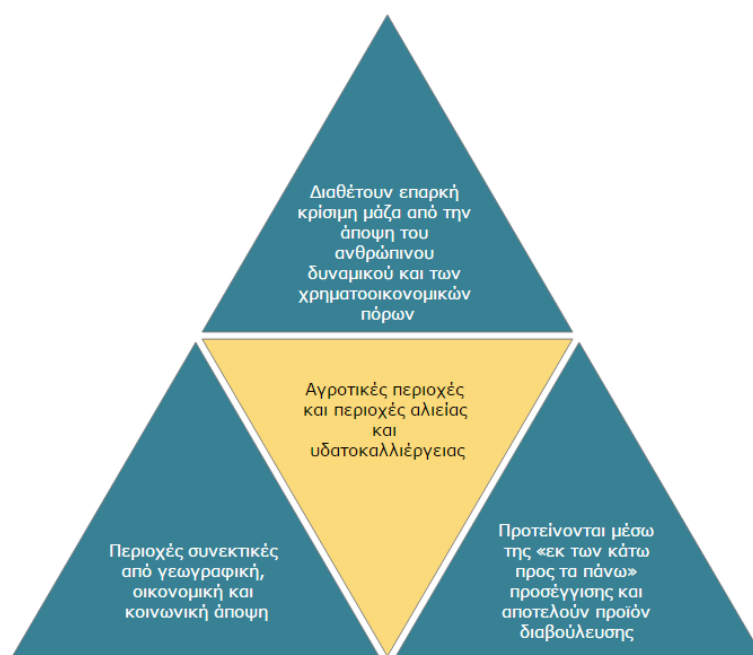 Διαθέτουν επαρκή
κρίσιμη μάζα από την
άποψη του
ανθρώπινου
δυναμικού και των
χρηματοοικονομικών
πόρων
Αγροτικές περιοχές
και περιοχές αλιείας
και
υδατοκαλλιέργειας
Περιοχές συνεκτικές
από γεωγραφική,
οικονομική και
κοινωνική άποψη
Προτείνονται μέσω
της «εκ των κάτω
προς τα πάνω»
προσέγγισης και
αποτελούν προϊόν
διαβούλευσης